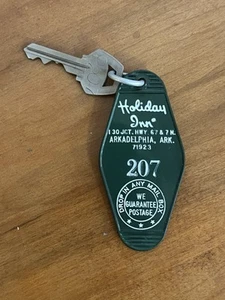 Holiday
Inn®
I 30 JCT. HWY. 67 & 7 N.
ARKADELPHIA, ARK.
71923
207
DROP IN ANY MAIL BOX
WE
GUARANTEE
POSTAGE